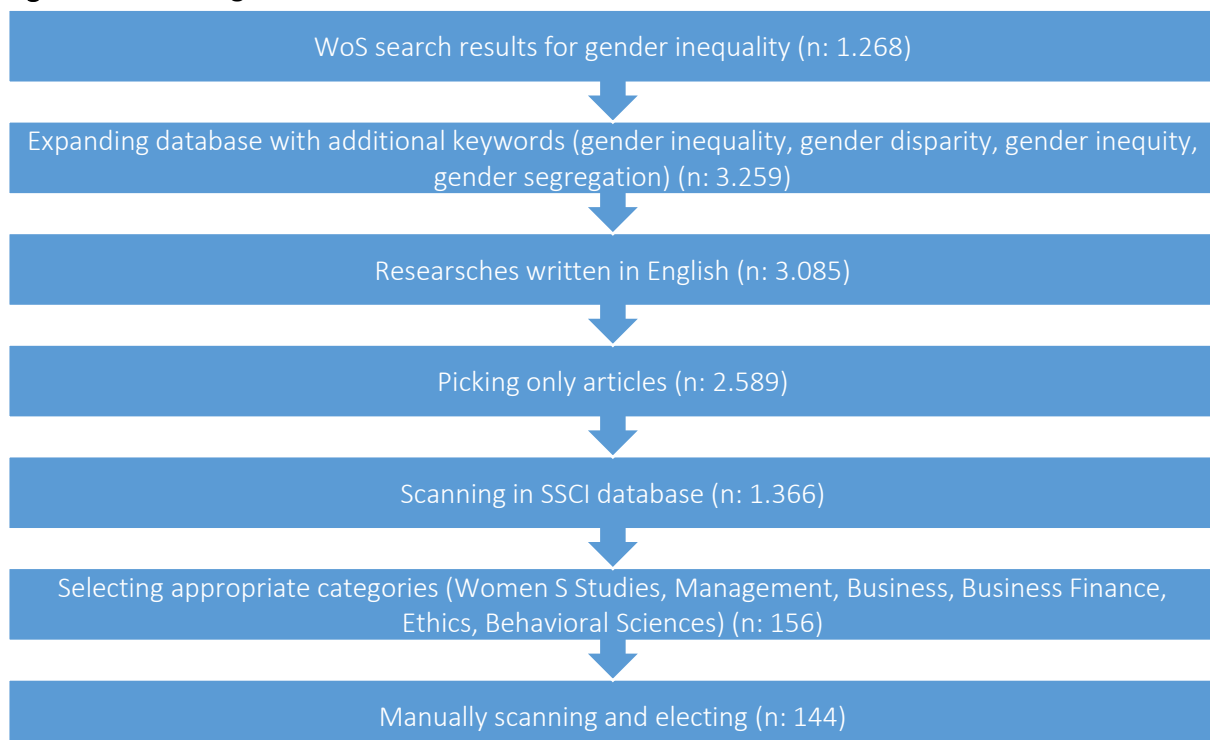 WoS search results for gender inequality (n: 1.268)
Expanding database with additional keywords (gender inequality, gender disparity, gender inequity,
gender segregation) (n: 3.259)
Researsches written in English (n: 3.085)
Picking only articles (n: 2.589)
Scanning in SSCI database (n: 1.366)
Selecting appropriate categories (Women S Studies, Management, Business, Business Finance,
Ethics, Behavioral Sciences) (n: 156)
Manually scanning and electing (n: 144)